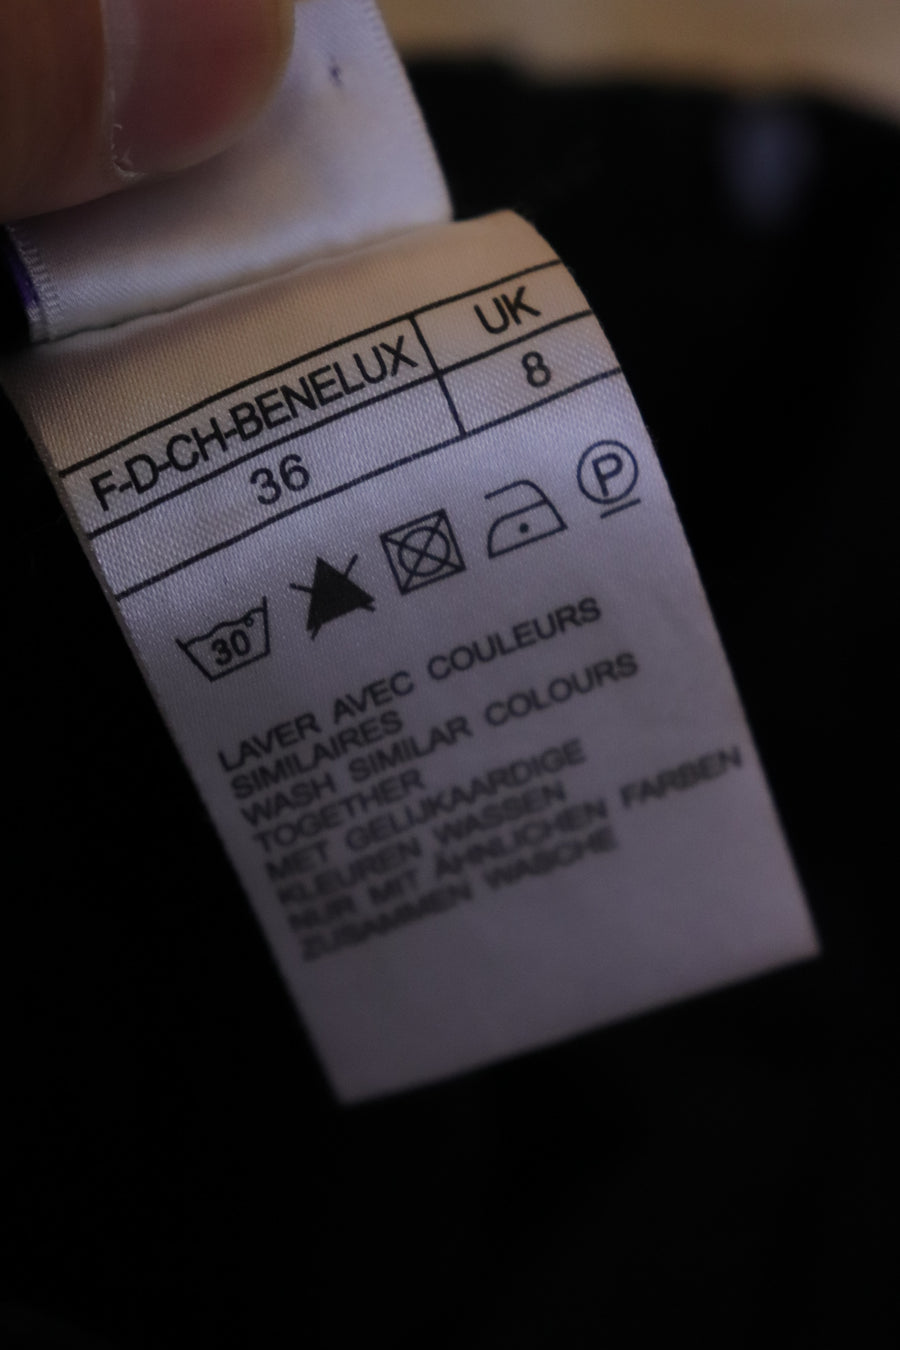 F-D-CH-BENELUX UK
36 8
30° P
LAVER AVEC COULEURS
SIMILAIRES
WASH SIMILAR COLOURS
TOGETHER
MET GELIJKAARDIGE
KLEUREN WASSEN
NUR MIT ÄHNLICHEN FARBEN
ZUSAMMEN WASCHE